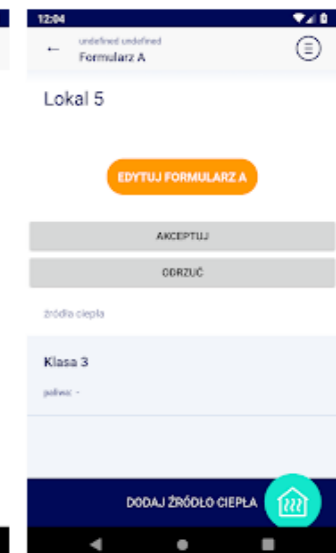 12:04
undefined undefined
Formularz A
Lokal 5
EDYTUJ FORMULARZ A
AKCEPTUJ
ODRZUĆ
źródła ciepła
Klasa 3
paliwa: -
DODAJ ŹRÓDŁO CIEPŁA